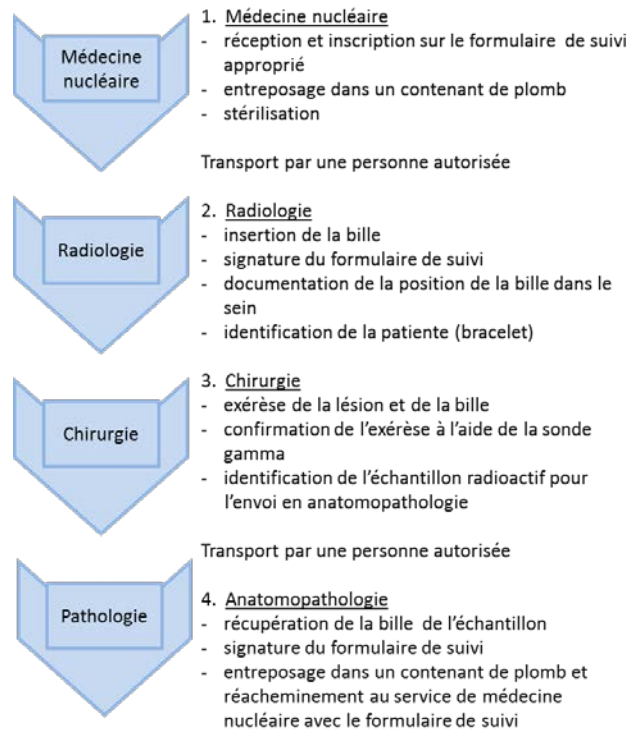 Médecine
nucléaire
1. Médecine nucléaire
- réception et inscription sur le formulaire de suivi
approprié
- entreposage dans un contenant de plomb
- stérilisation
Transport par une personne autorisée
Radiologie
2. Radiologie
- insertion de la bille
- signature du formulaire de suivi
- documentation de la position de la bille dans le
sein
- identification de la patiente (bracelet)
Chirurgie
3. Chirurgie
- exérèse de la lésion et de la bille
- confirmation de l'exérèse à l'aide de la sonde
gamma
- identification de l'échantillon radioactif pour
l'envoi en anatomopathologie
Transport par une personne autorisée
Pathologie
4. Anatomopathologie
- récupération de la bille de l'échantillon
- signature du formulaire de suivi
- entreposage dans un contenant de plomb et
réacheminement au service de médecine
nucléaire avec le formulaire de suivi